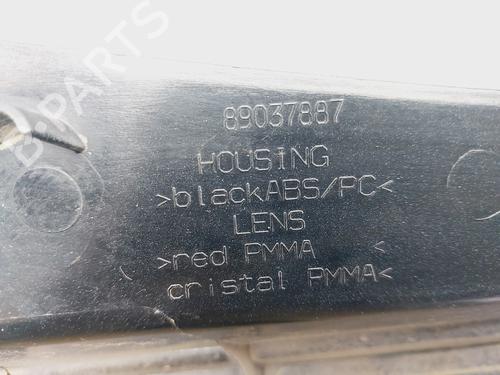 B PARTS
89037887
HOUSING
>blackABS/PC<
LENS
>red PMMA <
cristal PMMA<